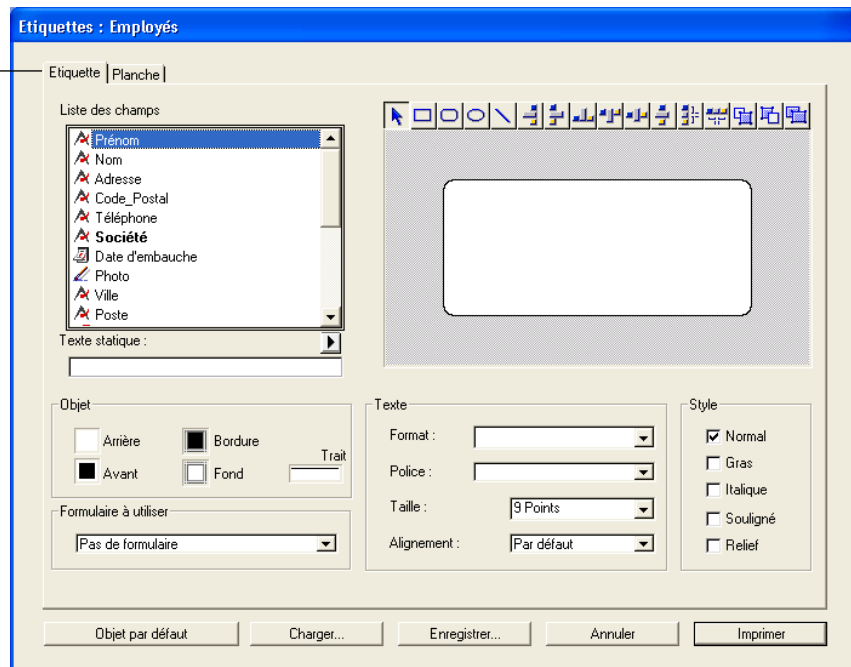 Etiquettes : Employés
Etiquette
Planche
Liste des champs
Prénom
Nom
Adresse
Code_Postal
Téléphone
Société
Date d'embauche
Photo
Ville
Poste
Texte statique :
Objet
Arrière
Bordure
Trait
Avant
Fond
Formulaire à utiliser
Pas de formulaire
Texte
Format :
Police :
Taille :
9 Points
Alignement :
Par défaut
Style
Normal
Gras
Italique
Souligné
Relief
Objet par défaut
Charger...
Enregistrer...
Annuler
Imprimer